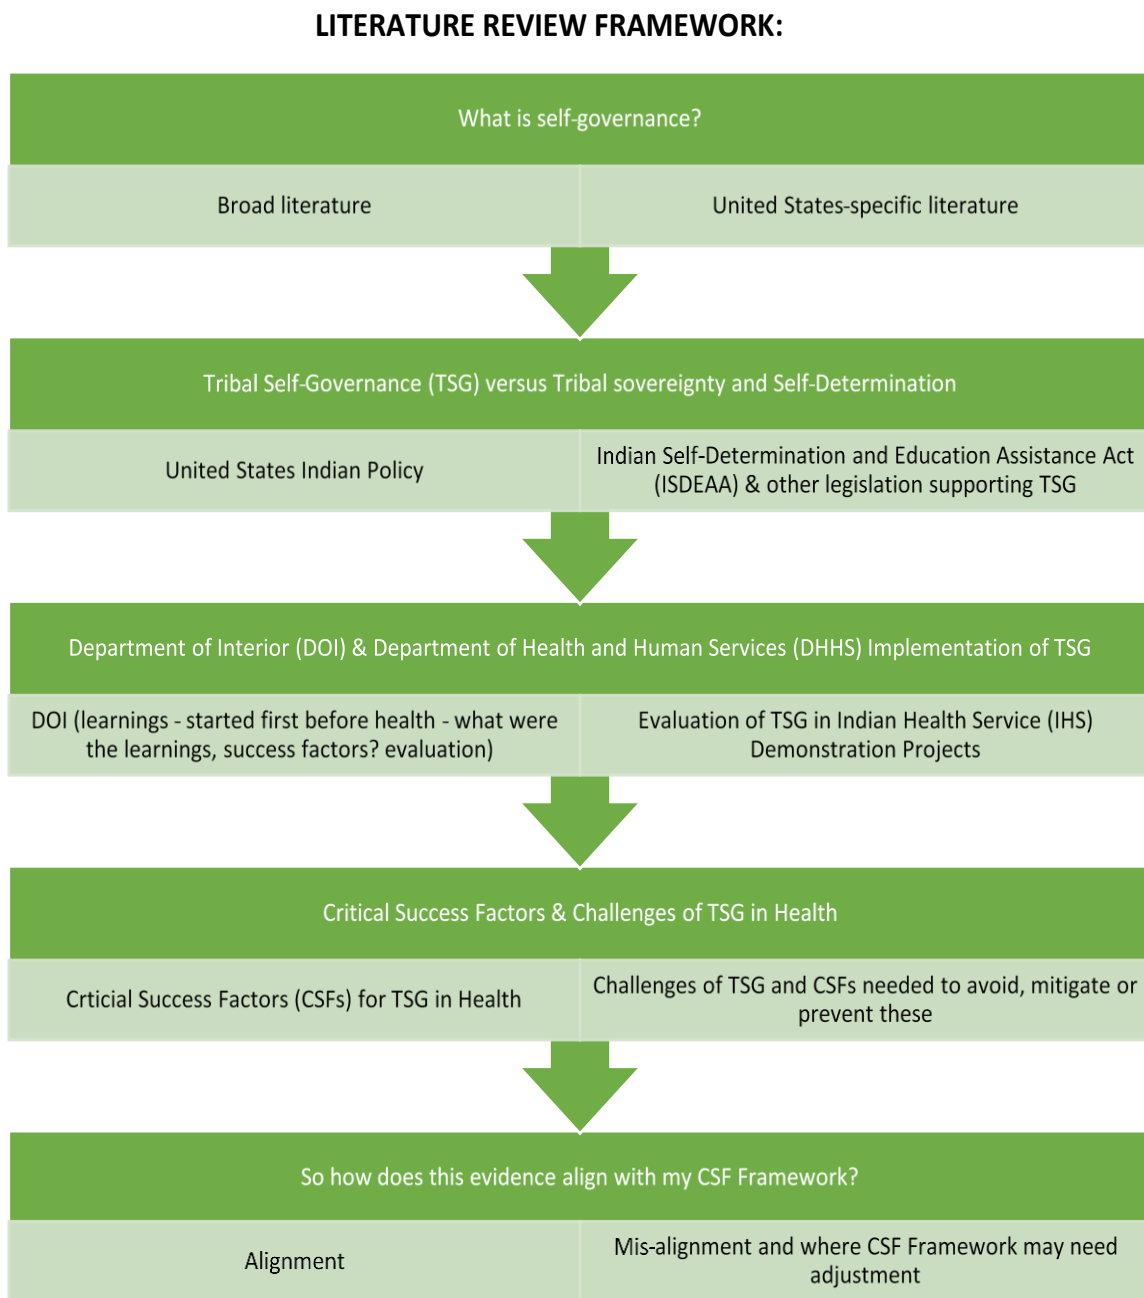 LITERATURE REVIEW FRAMEWORK:
What is self-governance?
Broad literature
United States-specific literature
Tribal Self-Governance (TSG) versus Tribal sovereignty and Self-Determination
United States Indian Policy
Indian Self-Determination and Education Assistance Act
(ISDEAA) & other legislation supporting TSG
Department of Interior (DOI) & Department of Health and Human Services (DHHS) Implementation of TSG
DOI (learnings - started first before health - what were
the learnings, success factors? evaluation)
Evaluation of TSG in Indian Health Service (IHS)
Demonstration Projects
Critical Success Factors & Challenges of TSG in Health
Crticial Success Factors (CSFs) for TSG in Health
Challenges of TSG and CSFs needed to avoid, mitigate or
prevent these
So how does this evidence align with my CSF Framework?
Alignment
Mis-alignment and where CSF Framework may need
adjustment